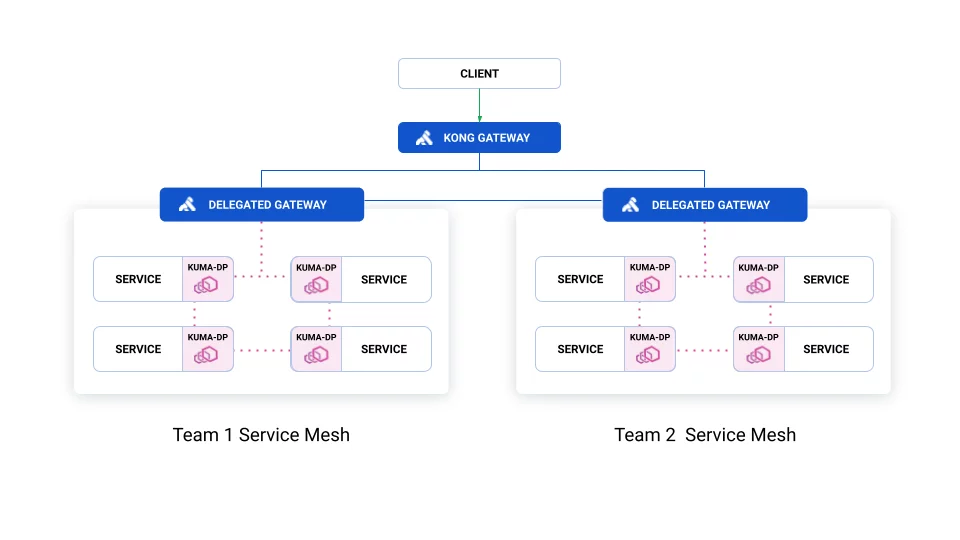 CLIENT
KONG GATEWAY
DELEGATED GATEWAY
DELEGATED GATEWAY
SERVICE
KUMA-DP
KUMA-DP
SERVICE
SERVICE
KUMA-DP
KUMA-DP
SERVICE
Team 1 Service Mesh
SERVICE
KUMA-DP
KUMA-DP
SERVICE
SERVICE
KUMA-DP
KUMA-DP
SERVICE
Team 2 Service Mesh